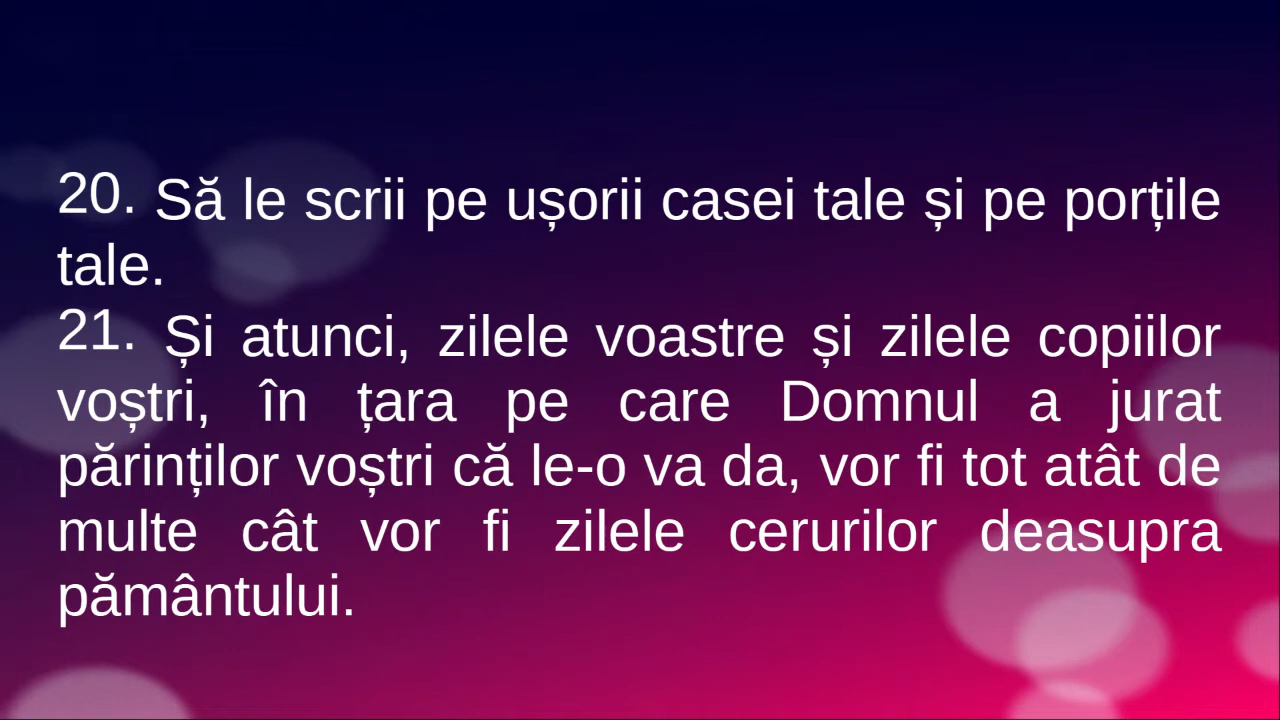 20. Să le scrii pe ușorii casei tale și pe porțile
tale.
21. Și atunci, zilele voastre și zilele copiilor
voștri, în țara pe care Domnul a jurat
părinților voștri că le-o va da, vor fi tot atât de
multe cât vor fi zilele cerurilor deasupra
pământului.